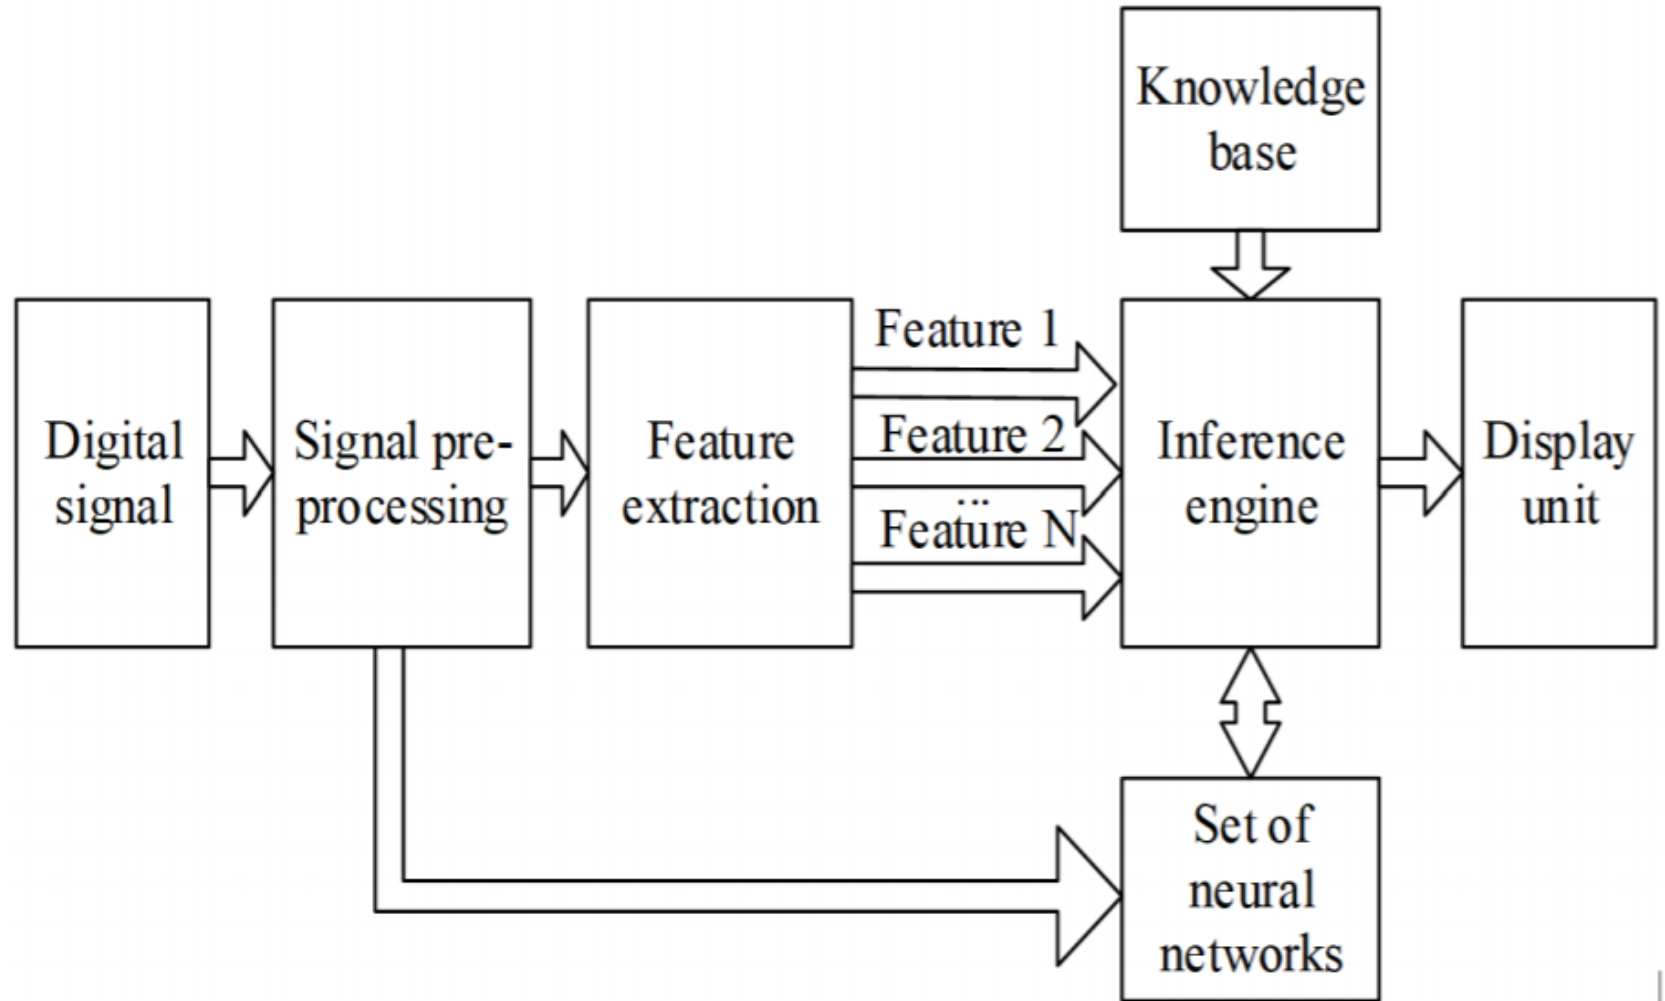 Knowledge
base
Digital
signal
Signal pre-
processing
Feature
extraction
Feature 1
Feature 2
...
Feature N
Inference
engine
Display
unit
Set of
neural
networks